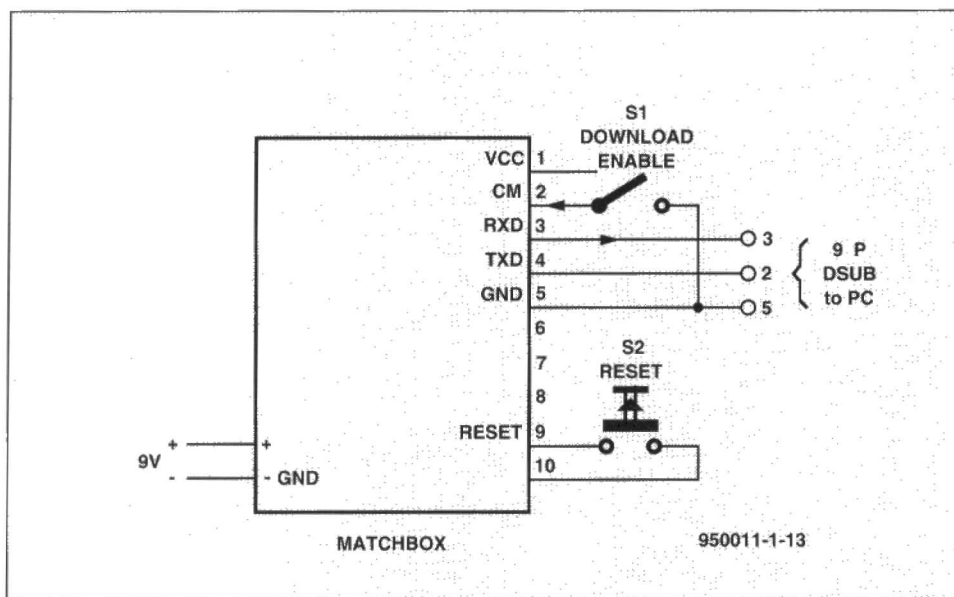 S1
DOWNLOAD
ENABLE
VCC 1
CM 2
RXD 3
TXD 4
GND 5
6
7
8
RESET 9
10
3
2
5
9 P
DSUB
to PC
S2
RESET
9V
+ +
- - GND
MATCHBOX
950011-1-13